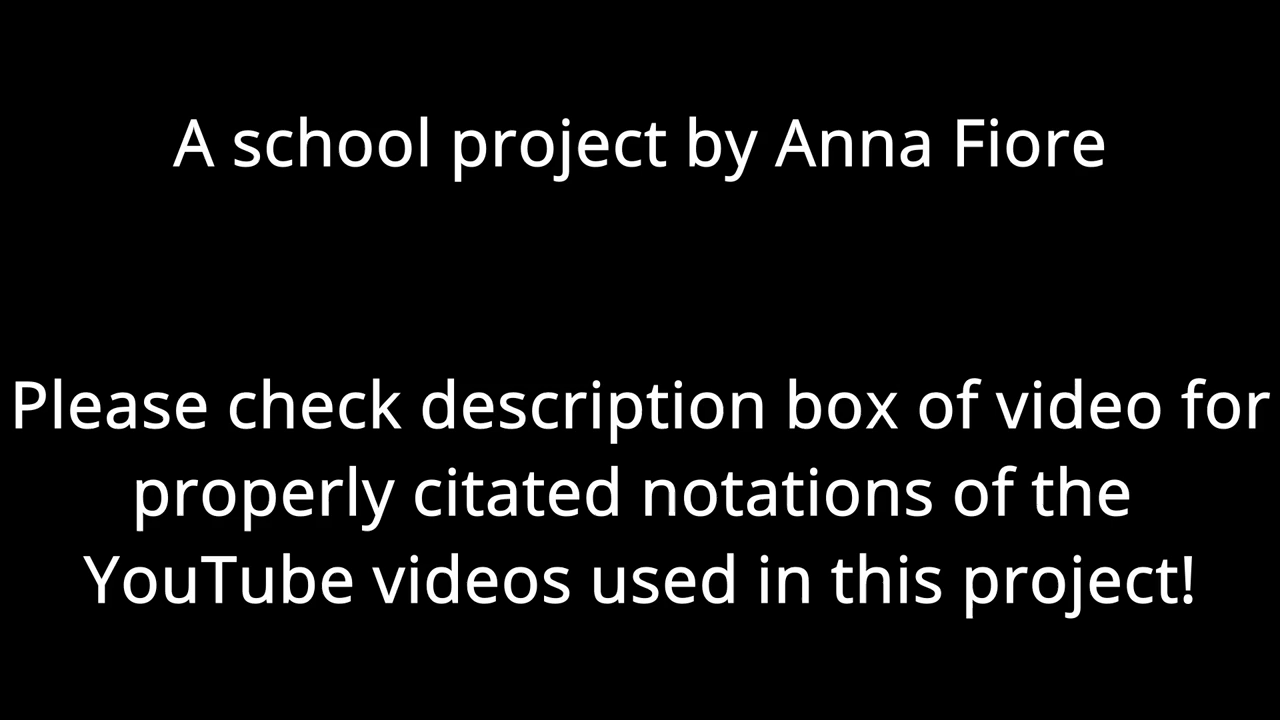 A school project by Anna Fiore
Please check description box of video for
properly citated notations of the
YouTube videos used in this project!